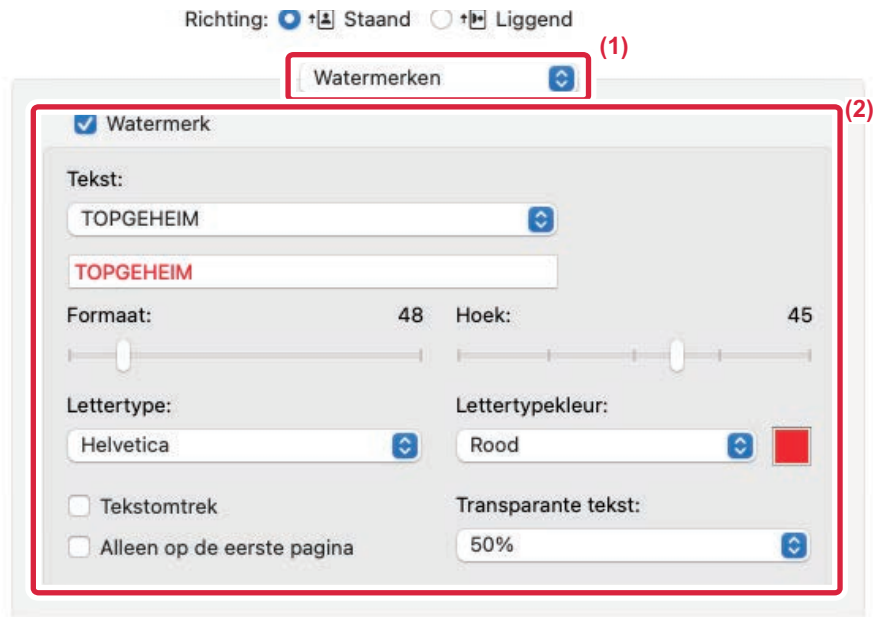 Richting: Staand Liggend
(1)
Watermerken
(2)
Watermerk
Tekst:
TOPGEHEIM
TOPGEHEIM
Formaat: 48 Hoek: 45
Lettertype: Lettertypekleur:
Helvetica Rood
Tekstomtrek Transparante tekst:
Alleen op de eerste pagina 50%